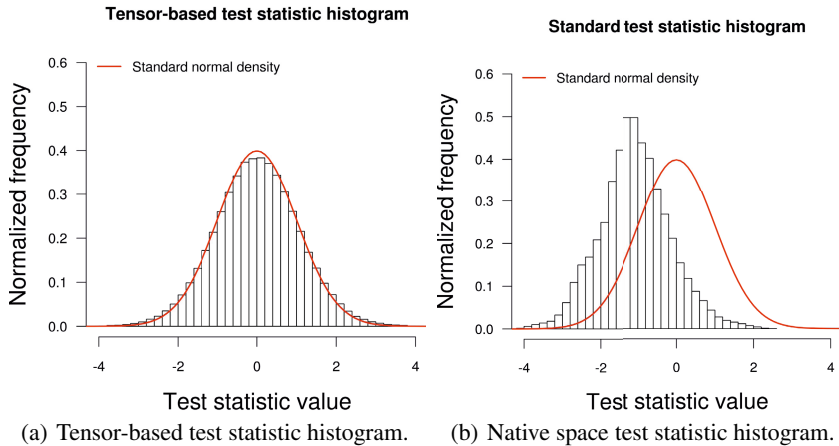 Tensor-based test statistic histogram
Standard normal density
Normalized frequency
0.6
0.5
0.4
0.3
0.2
0.1
0.0
-4 -2 0 2 4
Test statistic value
(a) Tensor-based test statistic histogram.
Standard test statistic histogram
Standard normal density
Normalized frequency
0.6
0.5
0.4
0.3
0.2
0.1
0.0
-4 -2 0 2 4
Test statistic value
(b) Native space test statistic histogram.